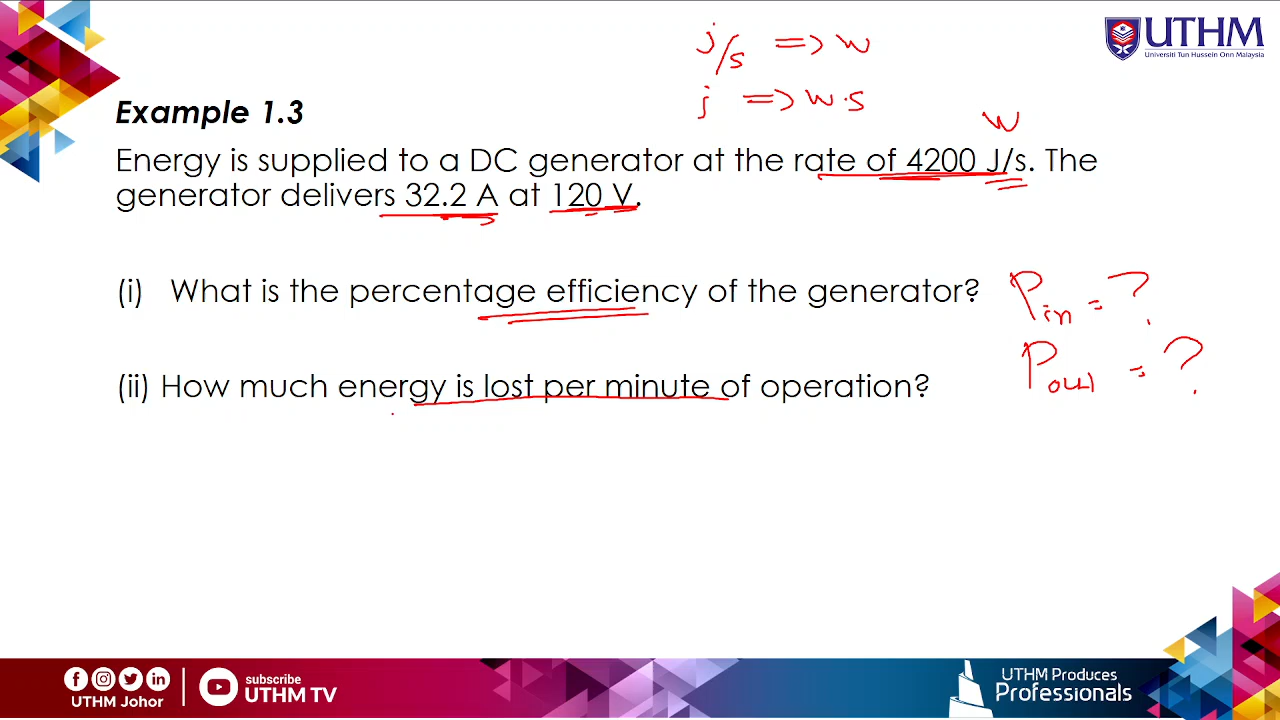 j/s => w
UTHM
Universiti Tun Hussein Onn Malaysia
j => w.s
Example 1.3
w
Energy is supplied to a DC generator at the rate of 4200 J/s. The
generator delivers 32.2 A at 120 V.
(i) What is the percentage efficiency of the generator?
Pin = ?
(ii) How much energy is lost per minute of operation?
Pout = ?
UTHM Johor
subscribe
UTHM TV
UTHM Produces
Professionals